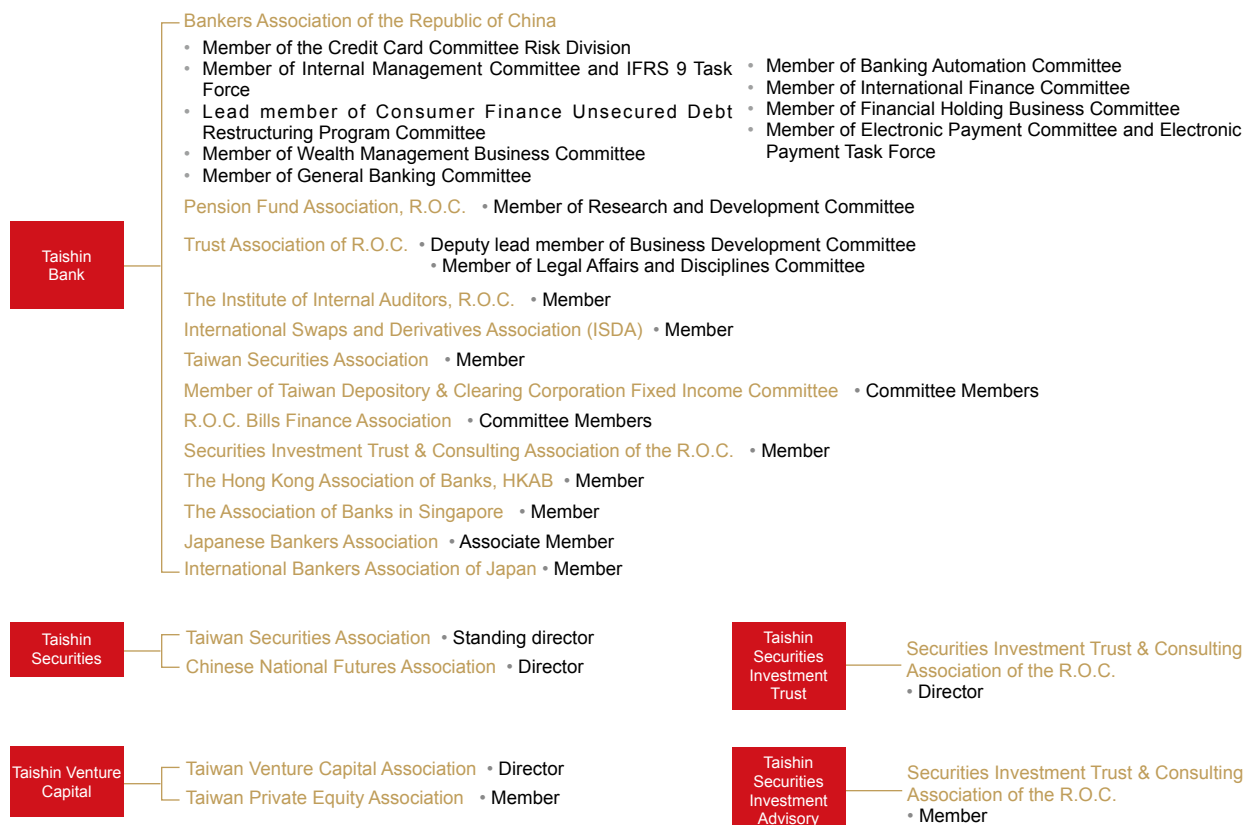 Bankers Association of the Republic of China
• Member of the Credit Card Committee Risk Division
• Member of Internal Management Committee and IFRS 9 Task
Force
• Lead member of Consumer Finance Unsecured Debt
Restructuring Program Committee
• Member of Wealth Management Business Committee
• Member of General Banking Committee
• Member of Banking Automation Committee
• Member of International Finance Committee
• Member of Financial Holding Business Committee
• Member of Electronic Payment Committee and Electronic
Payment Task Force
Taishin
Bank
Pension Fund Association, R.O.C. • Member of Research and Development Committee
Trust Association of R.O.C. • Deputy lead member of Business Development Committee
• Member of Legal Affairs and Disciplines Committee
The Institute of Internal Auditors, R.O.C. • Member
International Swaps and Derivatives Association (ISDA) • Member
Taiwan Securities Association • Member
Member of Taiwan Depository & Clearing Corporation Fixed Income Committee • Committee Members
R.O.C. Bills Finance Association • Committee Members
Securities Investment Trust & Consulting Association of the R.O.C. • Member
The Hong Kong Association of Banks, HKAB • Member
The Association of Banks in Singapore • Member
Japanese Bankers Association • Associate Member
International Bankers Association of Japan • Member
Taishin
Securities
Taiwan Securities Association • Standing director
Chinese National Futures Association • Director
Taishin
Securities
Investment
Trust
Securities Investment Trust & Consulting
Association of the R.O.C.
• Director
Taishin Venture
Capital
Taiwan Venture Capital Association • Director
Taiwan Private Equity Association • Member
Taishin
Securities
Investment
Advisory
Securities Investment Trust & Consulting
Association of the R.O.C.
• Member